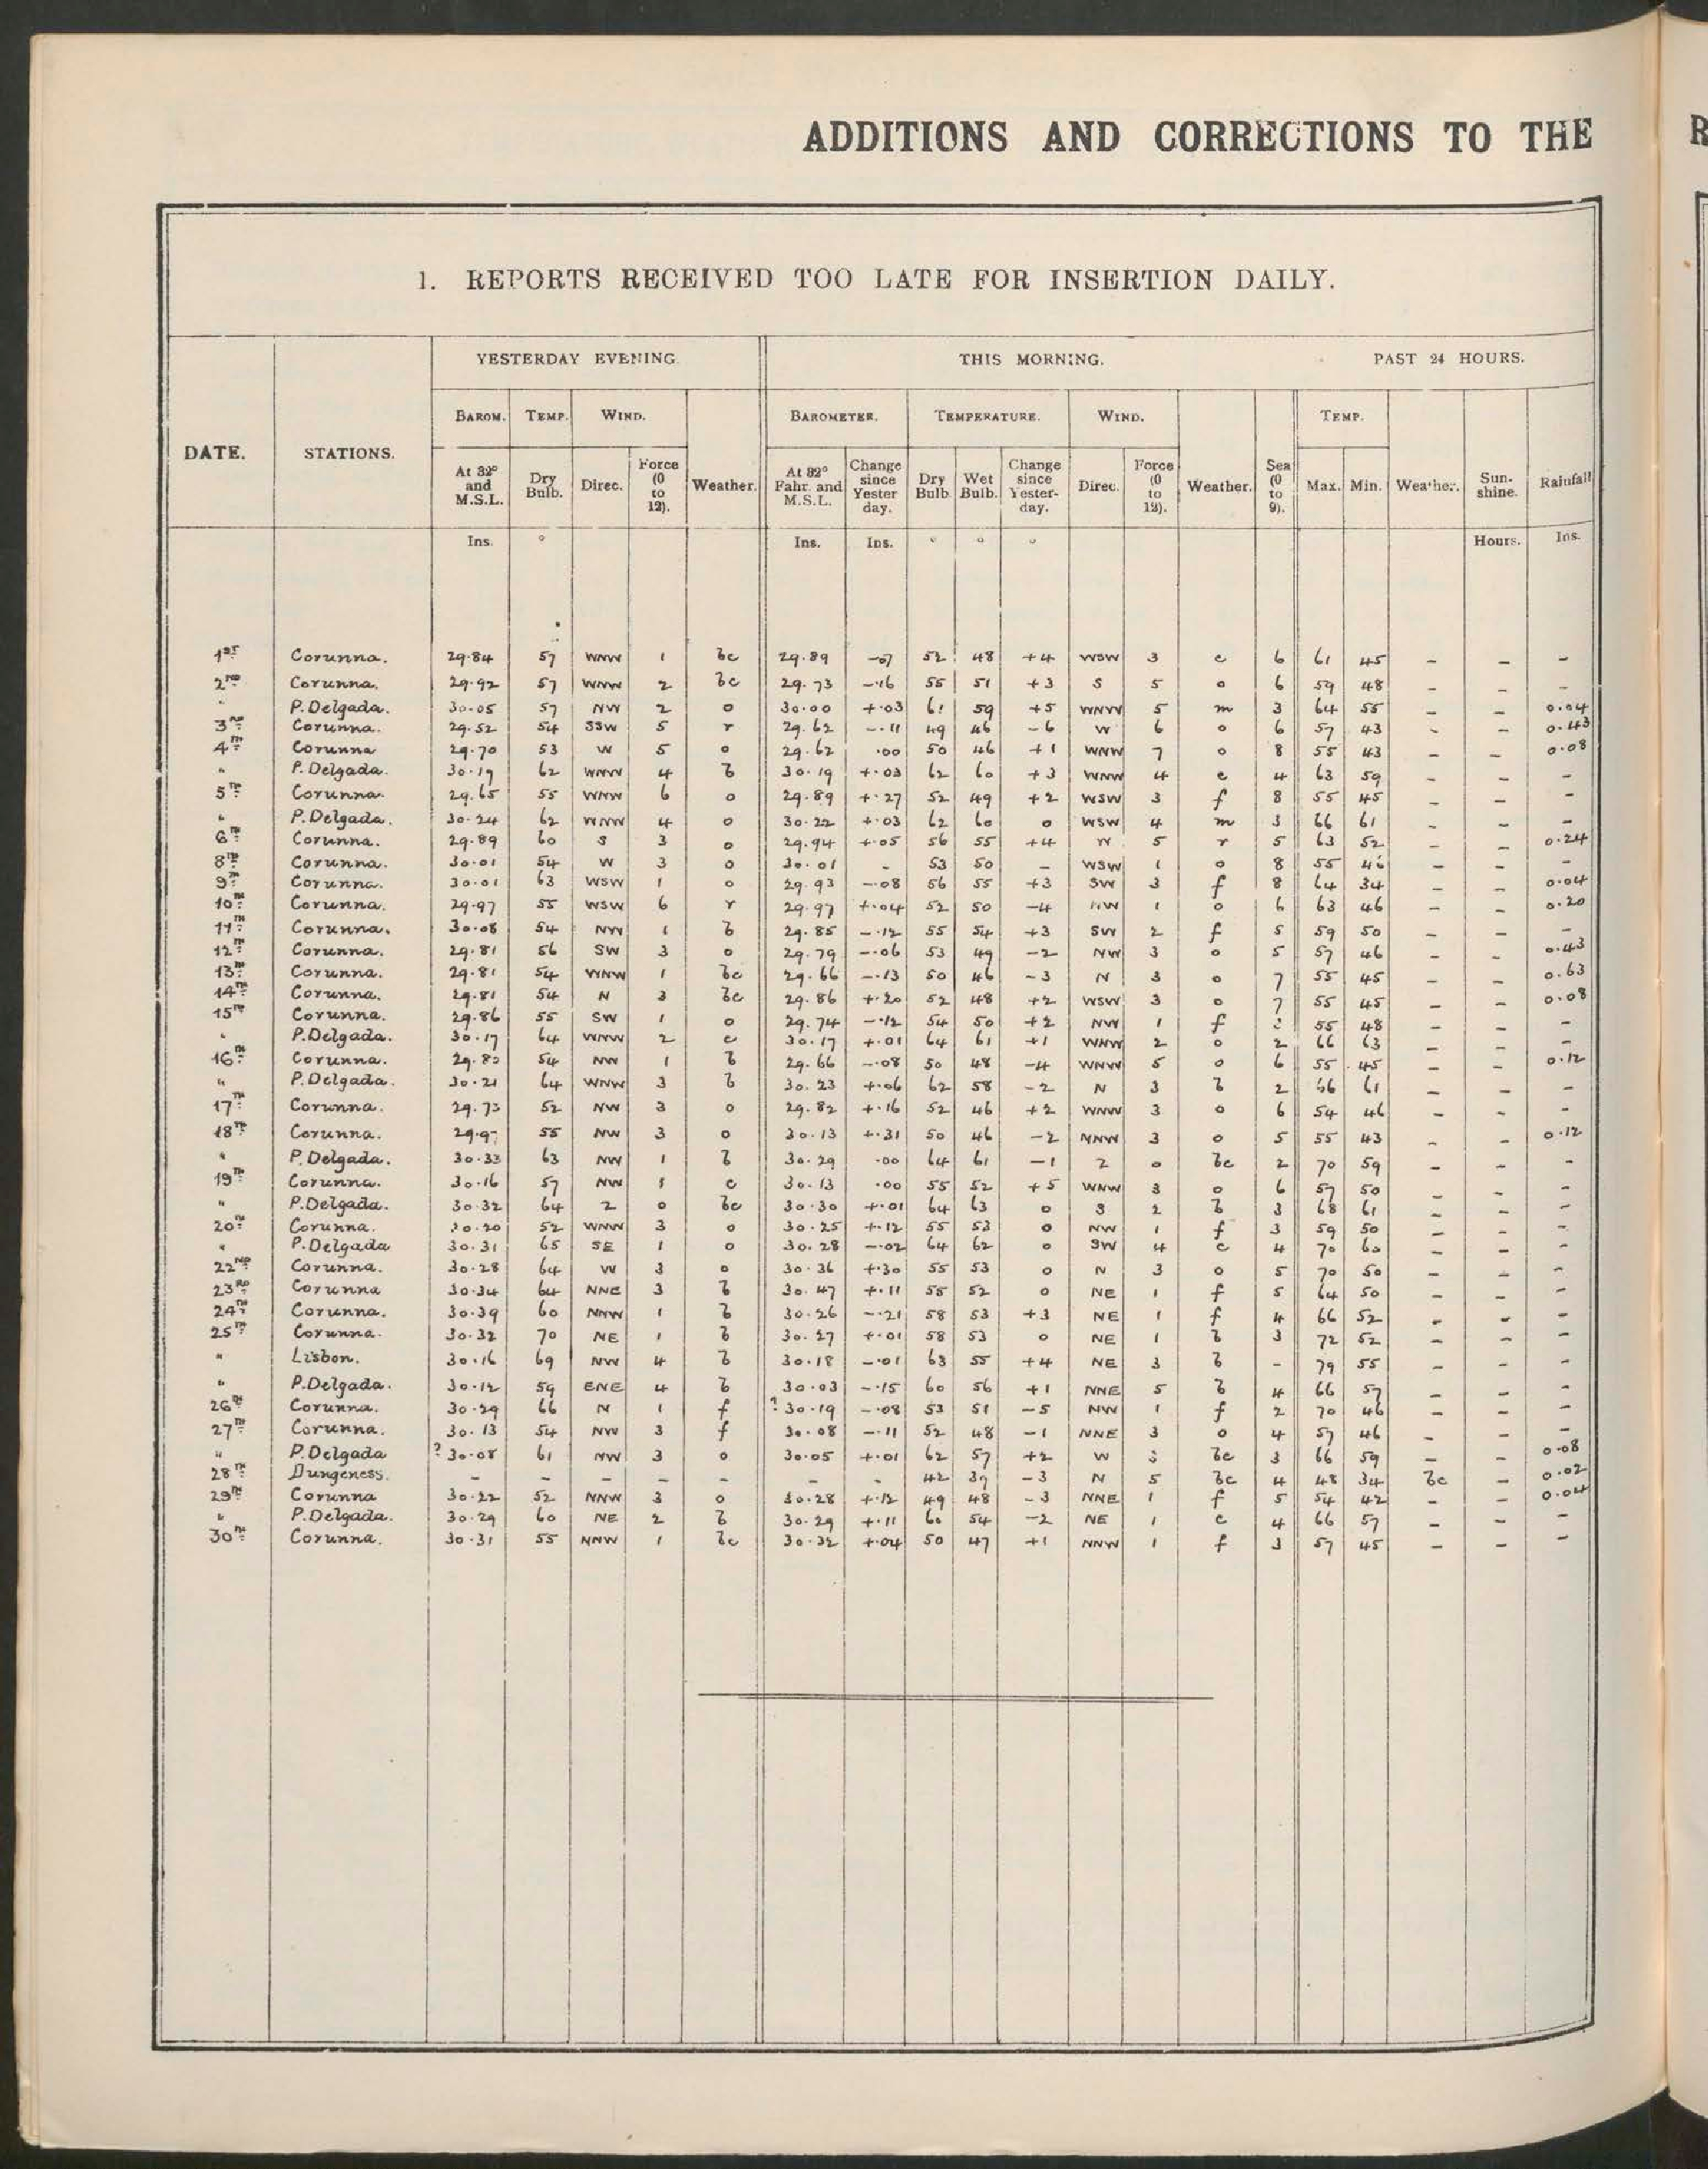 ADDITIONS AND CORRECTIONS TO THE
R
1. REPORTS RECEIVED TOO LATE FOR INSERTION DAILY.
YESTERDAY EVENING. THIS MORNING. PAST 24 HOURS.
BAROM. TEMP. WIND. BAROMETER. TEMPERATURE. WIND. TEMP.
DATE. STATIONS. At 32° and M.S.L. Dry Bulb. Direc. Force (0 to 12). Weather. At 32° Fahr. and M.S.L. Change since Yesterday. Dry Bulb. Wet Bulb. Change since Yesterday. Direc. Force (0 to 12). Weather. Sea (0 to 9). Max. Min. Weather. Sunshine. Rainfall
Ins. ° Ins. Ins. ° ° ° Hours. Ins.
1st Corunna. 29.84 57 WNW 1 bc 29.89 -07 52 48 +4 WSW 3 c 6 61 45 - - -
2nd Corunna. 29.92 57 WNW 2 bc 29.73 -.16 55 51 +3 S 5 o 6 59 48 - - -
" P.Delgada. 30.05 57 NW 2 o 30.00 +.03 61 59 +5 WNW 5 m 3 64 55 - - 0.04
3rd Corunna. 29.52 54 SSW 5 r 29.62 -.11 49 46 -6 W 6 o 6 57 43 - - 0.43
4th Corunna 29.70 53 W 5 o 29.62 .00 50 46 +1 WNW 7 o 8 55 43 - - 0.08
" P.Delgada. 30.19 62 WNW 4 b 30.19 +.03 62 60 +3 WNW 4 c 4 63 59 - - -
5th Corunna. 29.65 55 WNW 6 o 29.89 +.27 52 49 +2 WSW 3 f 8 55 45 - - -
" P.Delgada. 30.24 62 WNW 4 o 30.22 +.03 62 60 0 WSW 4 m 3 66 61 - - -
6th Corunna. 29.89 60 S 3 o 29.94 +.05 56 55 +4 W 5 r 5 63 52 - - 0.24
8th Corunna. 30.01 54 W 3 o 30.01 - 53 50 - WSW 1 o 8 55 46 - - -
9th Corunna. 30.01 63 WSW 1 o 29.93 -.08 56 55 +3 SW 3 f 8 64 34 - - 0.04
10th Corunna. 29.97 55 WSW 6 r 29.97 +.04 52 50 -4 NW 1 o 6 63 46 - - 0.20
11th Corunna. 30.08 54 NW 1 b 29.85 -.12 55 54 +3 SW 2 f 5 59 50 - - -
12th Corunna. 29.81 56 SW 3 o 29.79 -.06 53 49 -2 NW 3 o 5 57 46 - - 0.43
13th Corunna. 29.81 54 WNW 1 bc 29.66 -.13 50 46 -3 N 3 o 7 55 45 - - 0.63
14th Corunna. 29.81 54 N 3 bc 29.86 +.20 52 48 +2 WSW 3 o 7 55 45 - - 0.08
15th Corunna. 29.86 55 SW 1 o 29.74 -.12 54 50 +2 NW 1 f 55 48 - - -
" P.Delgada. 30.17 64 WNW 2 c 30.17 +.01 64 61 +1 WNW 2 o 2 66 63 - - -
16th Corunna. 29.80 54 NW 1 b 29.66 -.08 50 48 -4 WNW 5 o 6 55 45 - - 0.12
" P.Delgada. 30.21 64 WNW 3 b 30.23 +.06 62 58 -2 N 3 b 2 66 61 - - -
17th Corunna. 29.73 52 NW 3 o 29.82 +.16 52 46 +2 WNW 3 o 6 54 46 - - -
18th Corunna. 29.97 55 NW 3 o 30.13 +.31 50 46 -2 NNW 3 o 5 55 43 - - 0.12
" P.Delgada. 30.33 63 NW 1 b 30.29 .00 64 61 -1 Z 0 bc 2 70 59 - - -
19th Corunna. 30.16 57 NW 1 c 30.13 .00 55 52 +5 WNW 3 o 6 57 50 - - -
" P.Delgada. 30.32 64 Z 0 bc 30.30 +.01 64 63 0 S 2 b 3 68 61 - - -
20th Corunna. 30.20 52 WNW 3 o 30.25 +.12 55 53 0 NW 1 f 3 59 50 - - -
" P.Delgada 30.31 65 SE 1 o 30.28 -.02 64 62 0 SW 4 c 4 70 60 - - -
22nd Corunna. 30.28 64 W 3 o 30.36 +.30 55 53 0 N 3 o 5 70 50 - - -
23rd Corunna 30.34 64 NNE 3 b 30.47 +.11 55 52 0 NE 1 f 5 64 50 - - -
24th Corunna. 30.39 60 NNW 1 b 30.26 -.21 58 53 +3 NE 1 f 4 66 52 - - -
25th Corunna. 30.32 70 NE 1 b 30.27 +.01 58 53 0 NE 1 b 3 72 52 - - -
" Lisbon. 30.16 69 NW 4 b 30.18 -.01 63 55 +4 NE 3 b - 79 55 - - -
" P.Delgada. 30.12 59 ENE 4 b 30.03 -.15 60 56 +1 NNE 5 b 4 66 57 - - -
26th Corunna. 30.29 66 N 1 f ?30.19 -.08 53 51 -5 NW 1 f 2 70 46 - - -
27th Corunna. 30.13 54 NW 3 f 30.08 -.11 52 48 -1 NNE 3 o 4 57 46 - - -
" P.Delgada ?30.08 61 NW 3 o 30.05 +.01 62 57 +2 W 3 bc 3 66 59 - - 0.08
28th Dungeness. - - - - - - - 42 39 -3 N 5 bc 4 48 34 bc - 0.02
29th Corunna 30.22 52 NNW 3 o 30.28 +.12 49 48 -3 NNE 1 f 5 54 42 - - 0.04
" P.Delgada. 30.29 60 NE 2 b 30.29 +.11 60 54 -2 NE 1 c 4 66 57 - - -
30th Corunna. 30.31 55 NNW 1 bc 30.32 +.04 50 47 +1 NNW 1 f 3 57 45 - - -